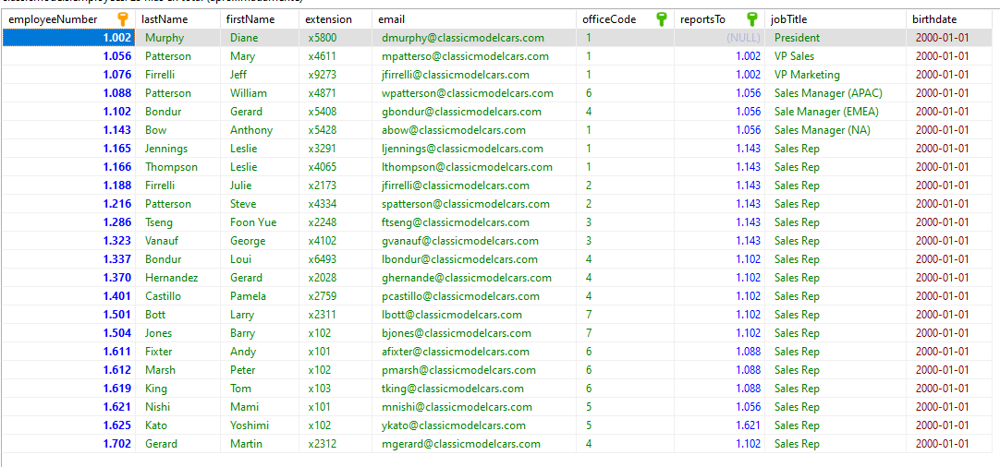 employeeNumber lastName firstName extension email officeCode reportsTo jobTitle birthdate
1.002 Murphy Diane x5800 dmurphy@classicmodelcars.com 1 (NULL) President 2000-01-01
1.056 Patterson Mary x4611 mpatterso@classicmodelcars.com 1 1.002 VP Sales 2000-01-01
1.076 Firrelli Jeff x9273 jfirrelli@classicmodelcars.com 1 1.002 VP Marketing 2000-01-01
1.088 Patterson William x4871 wpatterson@classicmodelcars.com 6 1.056 Sales Manager (APAC) 2000-01-01
1.102 Bondur Gerard x5408 gbondur@classicmodelcars.com 4 1.056 Sale Manager (EMEA) 2000-01-01
1.143 Bow Anthony x5428 abow@classicmodelcars.com 1 1.056 Sales Manager (NA) 2000-01-01
1.165 Jennings Leslie x3291 ljennings@classicmodelcars.com 1 1.143 Sales Rep 2000-01-01
1.166 Thompson Leslie x4065 lthompson@classicmodelcars.com 1 1.143 Sales Rep 2000-01-01
1.188 Firrelli Julie x2173 jfirrelli@classicmodelcars.com 2 1.143 Sales Rep 2000-01-01
1.216 Patterson Steve x4334 spatterson@classicmodelcars.com 2 1.143 Sales Rep 2000-01-01
1.286 Tseng Foon Yue x2248 ftseng@classicmodelcars.com 3 1.143 Sales Rep 2000-01-01
1.323 Vanauf George x4102 gvanauf@classicmodelcars.com 3 1.143 Sales Rep 2000-01-01
1.337 Bondur Loui x6493 lbondur@classicmodelcars.com 4 1.102 Sales Rep 2000-01-01
1.370 Hernandez Gerard x2028 ghernande@classicmodelcars.com 4 1.102 Sales Rep 2000-01-01
1.401 Castillo Pamela x2759 pcastillo@classicmodelcars.com 4 1.102 Sales Rep 2000-01-01
1.501 Bott Larry x2311 lbott@classicmodelcars.com 7 1.102 Sales Rep 2000-01-01
1.504 Jones Barry x102 bjones@classicmodelcars.com 7 1.102 Sales Rep 2000-01-01
1.611 Fixter Andy x101 afixter@classicmodelcars.com 6 1.088 Sales Rep 2000-01-01
1.612 Marsh Peter x102 pmarsh@classicmodelcars.com 6 1.088 Sales Rep 2000-01-01
1.619 King Tom x103 tking@classicmodelcars.com 6 1.088 Sales Rep 2000-01-01
1.621 Nishi Mami x101 mnishi@classicmodelcars.com 5 1.056 Sales Rep 2000-01-01
1.625 Kato Yoshimi x102 ykato@classicmodelcars.com 5 1.621 Sales Rep 2000-01-01
1.702 Gerard Martin x2312 mgerard@classicmodelcars.com 4 1.102 Sales Rep 2000-01-01